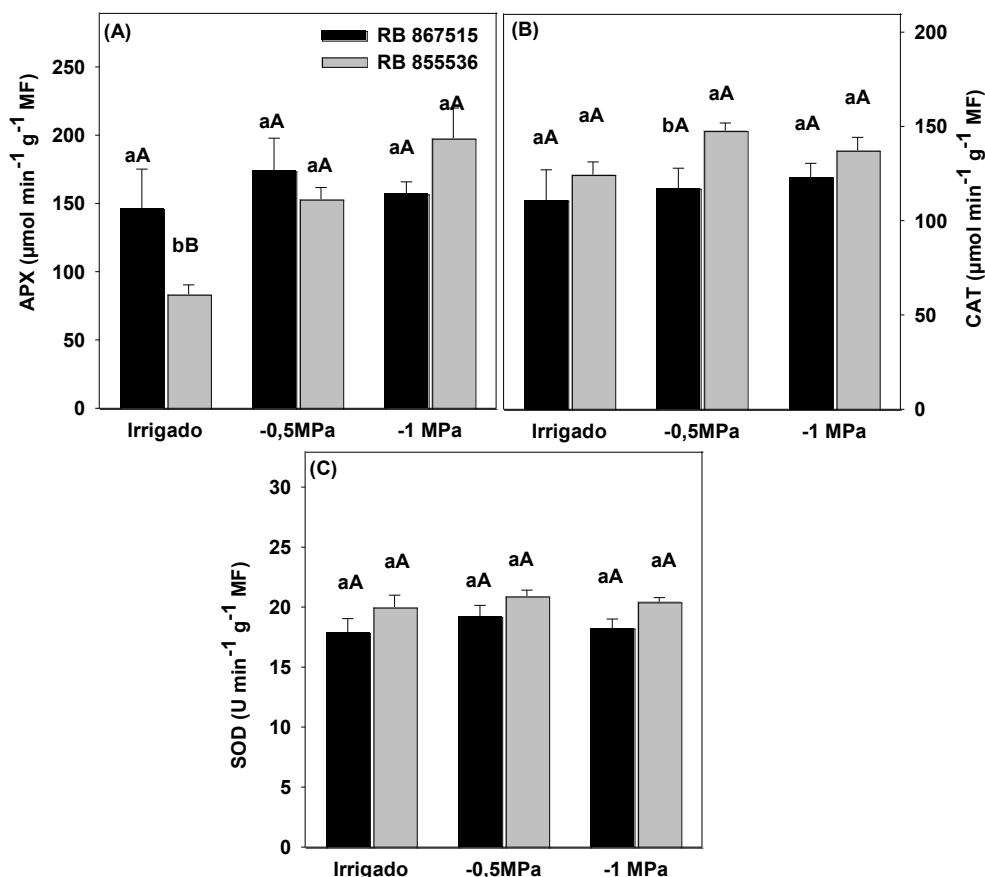 (A)
RB 867515
RB 855536
APX (µmol min⁻¹ g⁻¹ MF)
250
200
150
100
50
0
aA
bB
aA
aA
aA
aA
Irrigado
-0,5MPa
-1 MPa
(B)
CAT (µmol min⁻¹ g⁻¹ MF)
200
150
100
50
0
aA
aA
bA
aA
aA
aA
Irrigado
-0,5MPa
-1 MPa
(C)
SOD (U min⁻¹ g⁻¹ MF)
30
25
20
15
10
5
0
aA
aA
aA
aA
aA
aA
Irrigado
-0,5MPa
-1 MPa